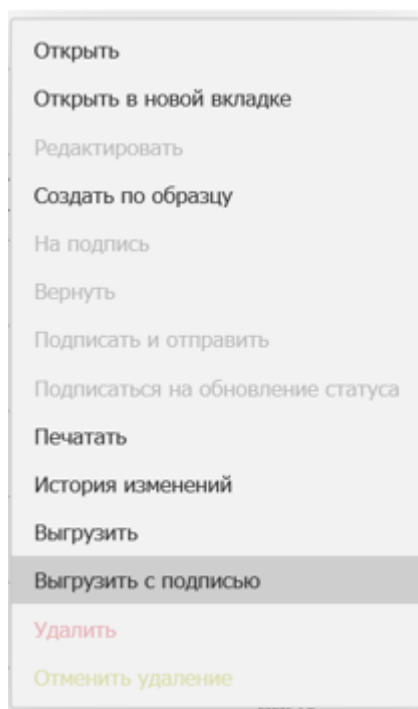 Открыть
Открыть в новой вкладке
Редактировать
Создать по образцу
На подпись
Вернуть
Подписать и отправить
Подписаться на обновление статуса
Печатать
История изменений
Выгрузить
Выгрузить с подписью
Удалить
Отменить удаление